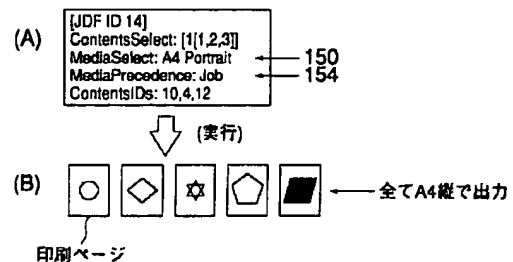 (A)
[JDF ID 14]
ContentsSelect: [1[1,2,3]]
MediaSelect: A4 Portrait
150
MediaPrecedence: Job
154
ContentsIDs: 10,4,12
(実行)
(B)
全てA4縦で出力
印刷ページ